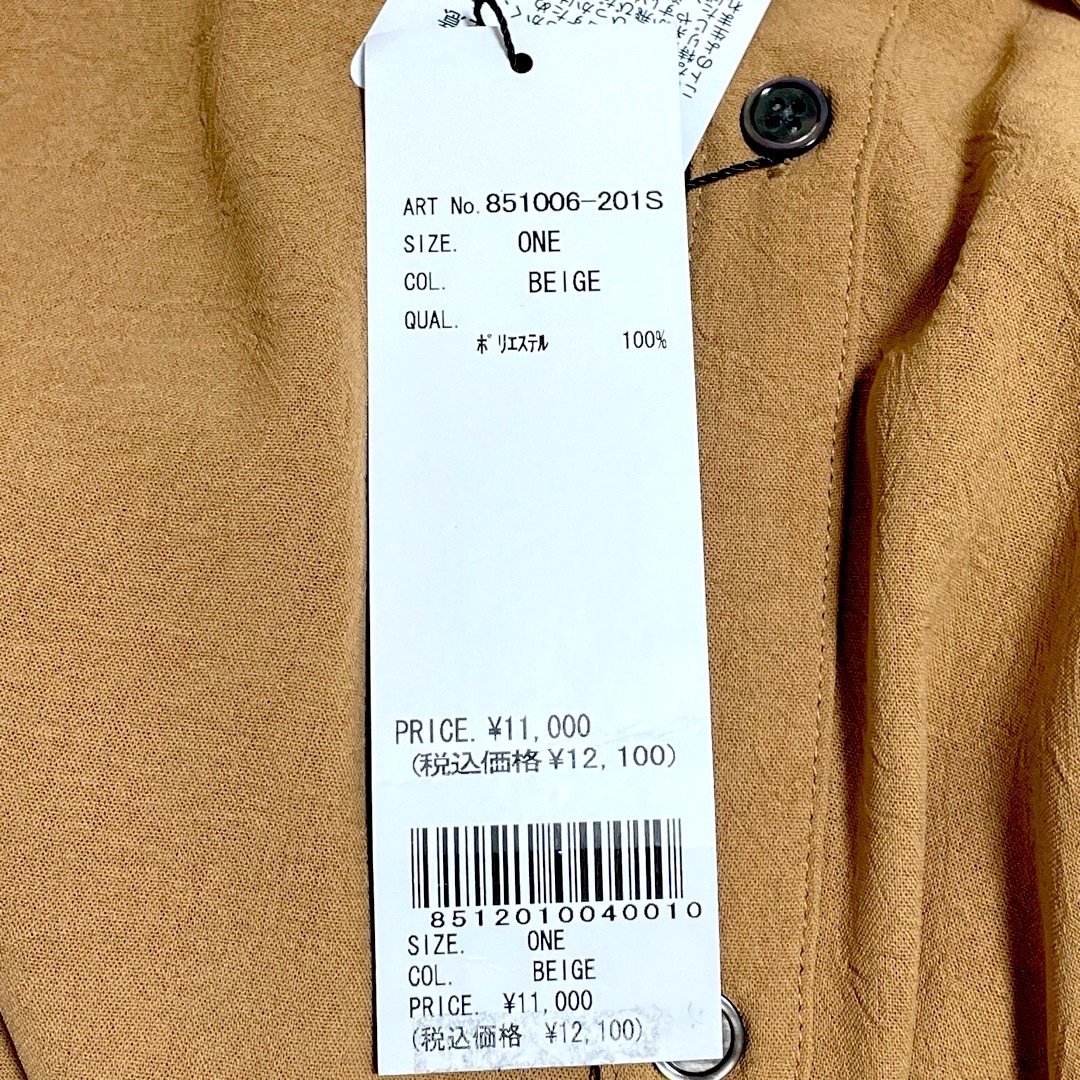 ART No. 851006-201S
SIZE. ONE
COL. BEIGE
QUAL.
ポリエステル 100%
PRICE. ¥11,000
(税込価格 ¥12,100)
8512010040010
SIZE. ONE
COL. BEIGE
PRICE. ¥11,000
(税込価格 ¥12,100)